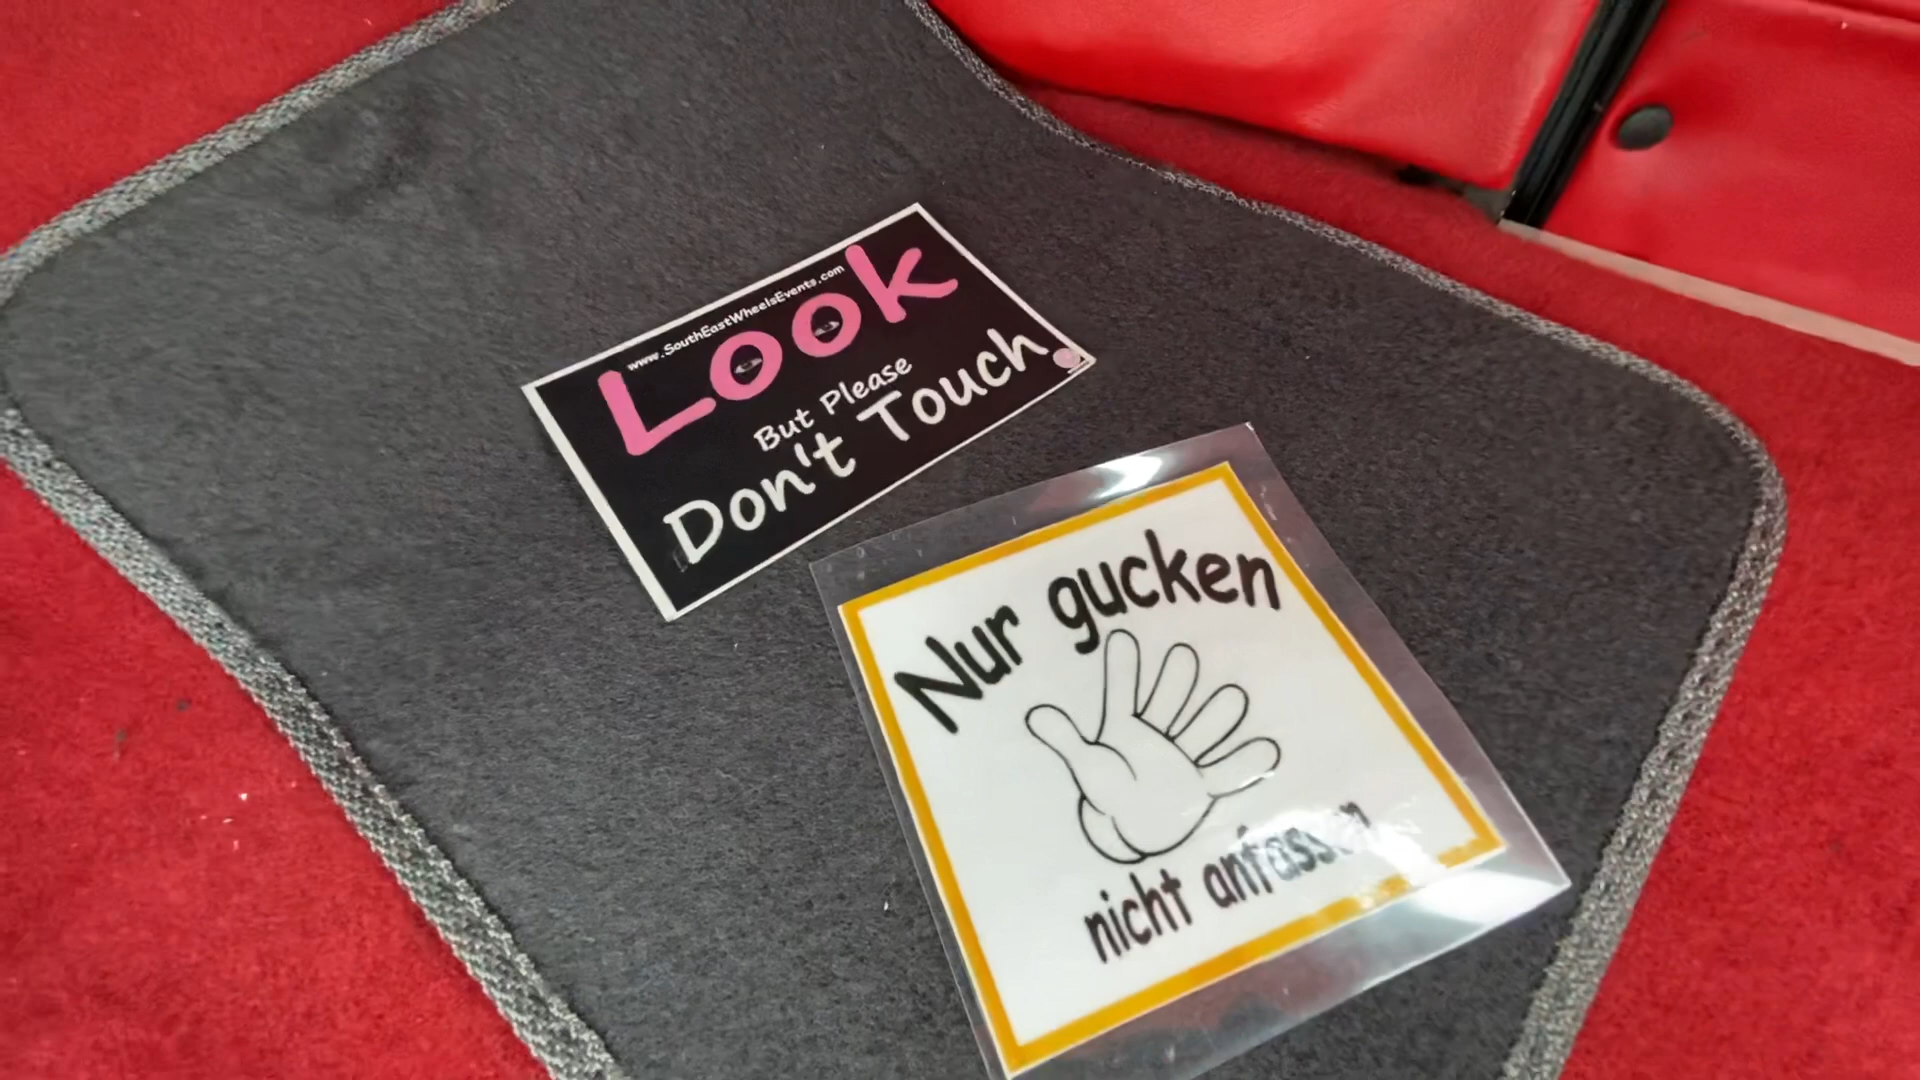 www.SouthEastWheelsEvents.com
Look
But Please
Don't Touch.
Nur gucken
nicht anfassen